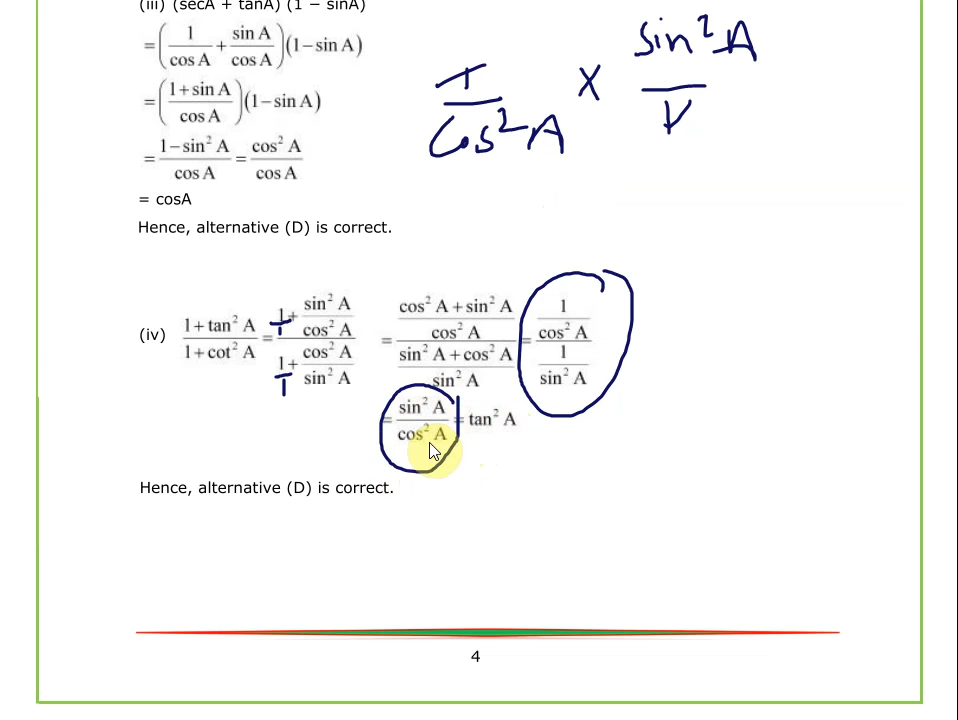 (iii) (secA + tanA) (1 − sinA)
= (1/cos A + sin A/cos A)(1 − sin A)
= (1 + sin A/cos A)(1 − sin A)
= 1 − sin² A/cos A = cos² A/cos A
= cosA
Hence, alternative (D) is correct.
1/cos² A × sin² A/1
(iv) 1 + tan² A/1 + cot² A = 1 + sin² A/cos² A / 1 + cos² A/sin² A = cos² A + sin² A/cos² A / sin² A + cos² A/sin² A = 1/cos² A / 1/sin² A
= sin² A/cos² A = tan² A
Hence, alternative (D) is correct.
4